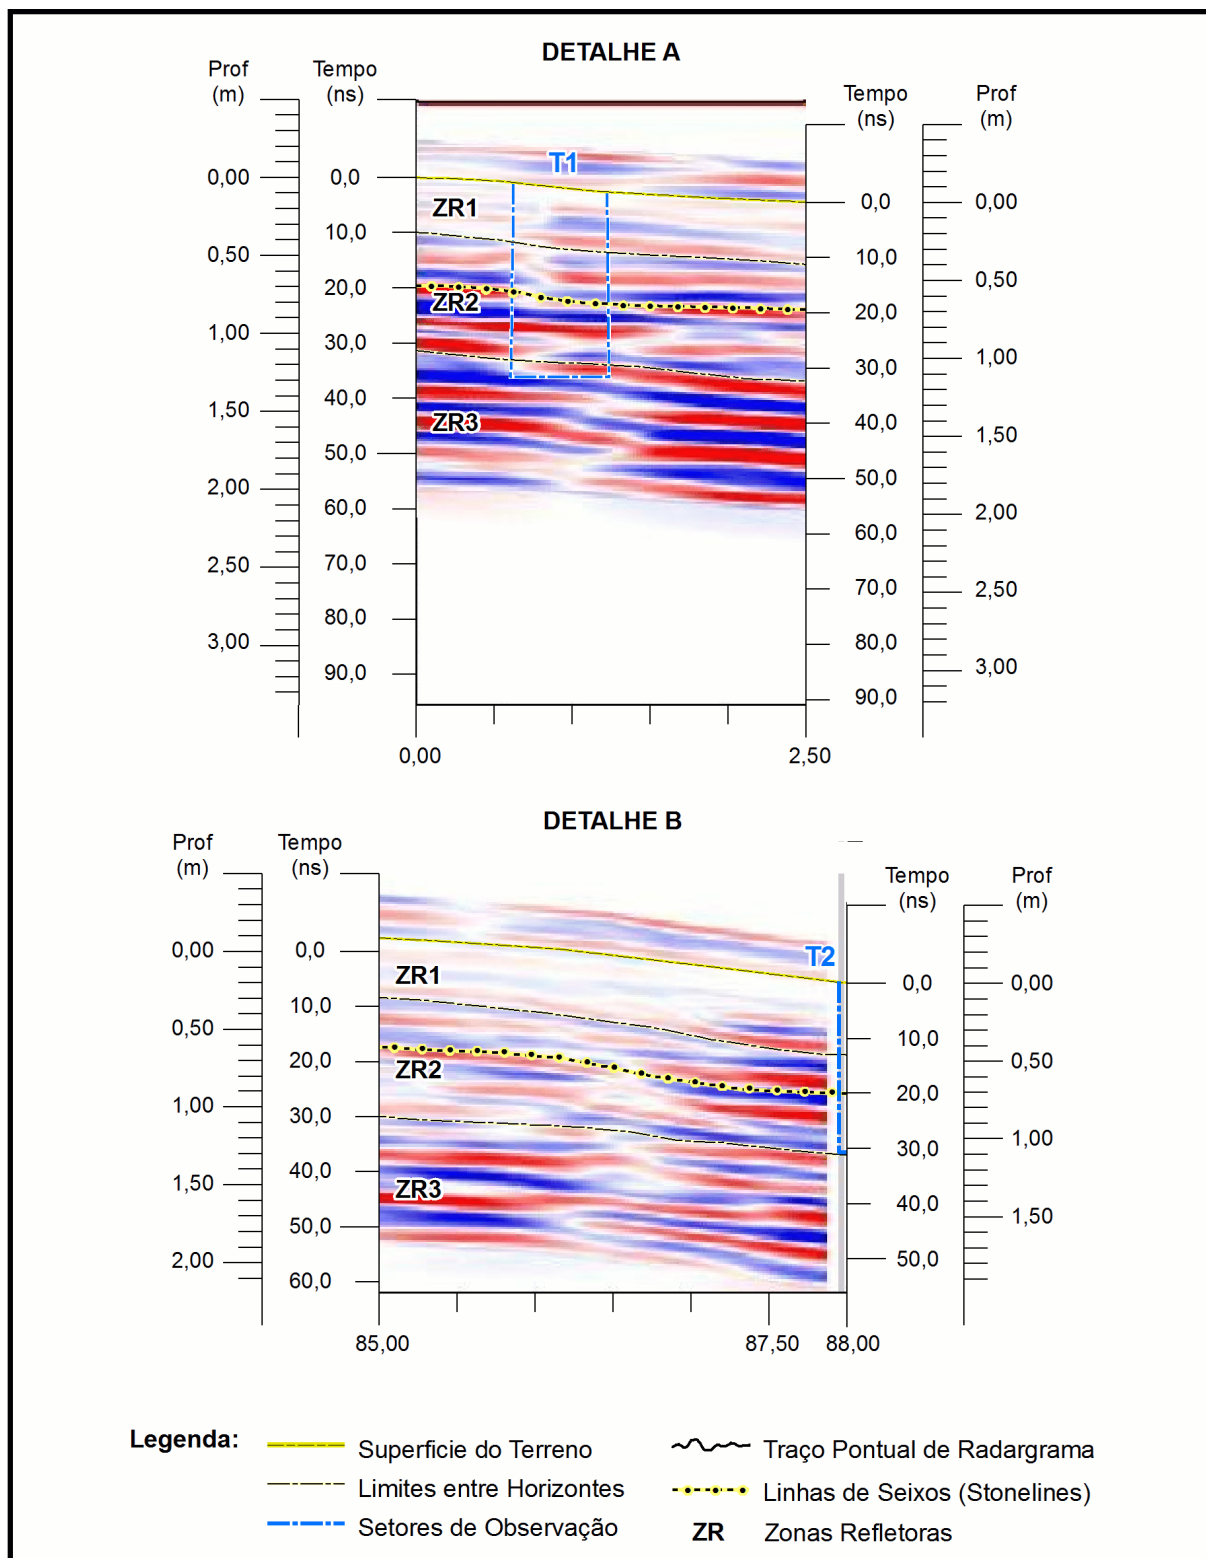 DETALHE A
Prof
(m)
Tempo
(ns)
Tempo
(ns)
Prof
(m)
T1
0,00
0,0
ZR1
0,0
0,00
10,0
0,50
10,0
0,50
20,0
ZR2
20,0
1,00
30,0
1,00
30,0
40,0
1,50
ZR3
40,0
1,50
50,0
2,00
50,0
60,0
2,00
60,0
2,50
70,0
70,0
2,50
3,00
80,0
80,0
3,00
90,0
90,0
0,00
2,50
DETALHE B
Prof
(m)
Tempo
(ns)
Tempo
(ns)
Prof
(m)
T2
0,00
0,0
ZR1
0,0
0,00
10,0
0,50
10,0
0,50
20,0
ZR2
20,0
1,00
30,0
30,0
1,00
40,0
1,50
ZR3
40,0
1,50
50,0
2,00
50,0
60,0
85,00
87,50
88,00
Legenda:
Superficie do Terreno
Traço Pontual de Radargrama
Limites entre Horizontes
Linhas de Seixos (Stonelines)
Setores de Observação
ZR Zonas Refletoras